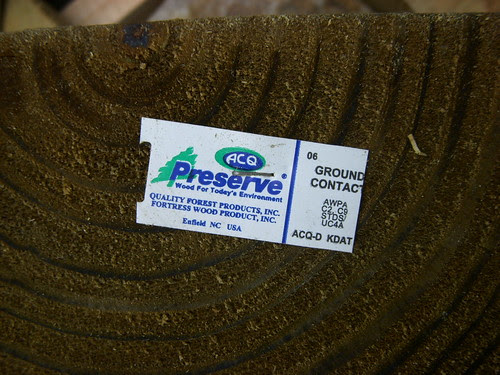 ACQ
Preserve®
Wood For Today's Environment
QUALITY FOREST PRODUCTS, INC.
FORTRESS WOOD PRODUCT, INC.
Enfield NC USA
06
GROUND
CONTACT
AWPA
C2, C9
STDS/
UC4A
ACQ-D KDAT